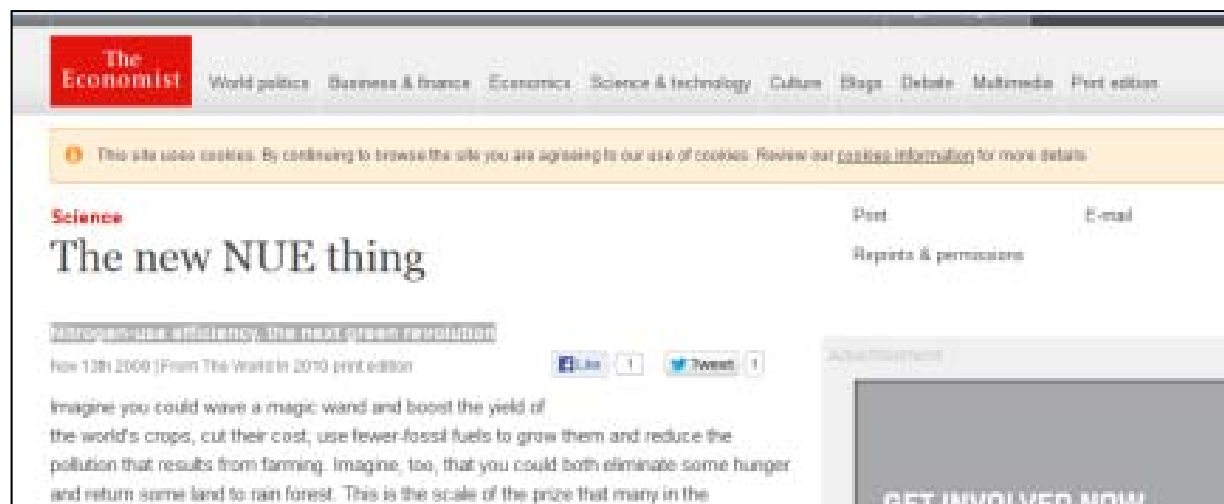 The
Economist
World politics Business & finance Economics Science & technology Culture Blogs Debate Multimedia Print edition
This site uses cookies. By continuing to browse the site you are agreeing to our use of cookies. Review our cookies information for more details
Science
The new NUE thing
Print E-mail
Reprints & permissions
Nitrogen-use efficiency, the next green revolution
Nov 13th 2009 | From The World In 2010 print edition
Like 1 Tweet 1
Advertisement
Imagine you could wave a magic wand and boost the yield of
the world's crops, cut their cost, use fewer-fossil fuels to grow them and reduce the
pollution that results from farming. Imagine, too, that you could both eliminate some hunger
and return some land to rain forest. This is the scale of the prize that many in the
GET INVOLVED NOW